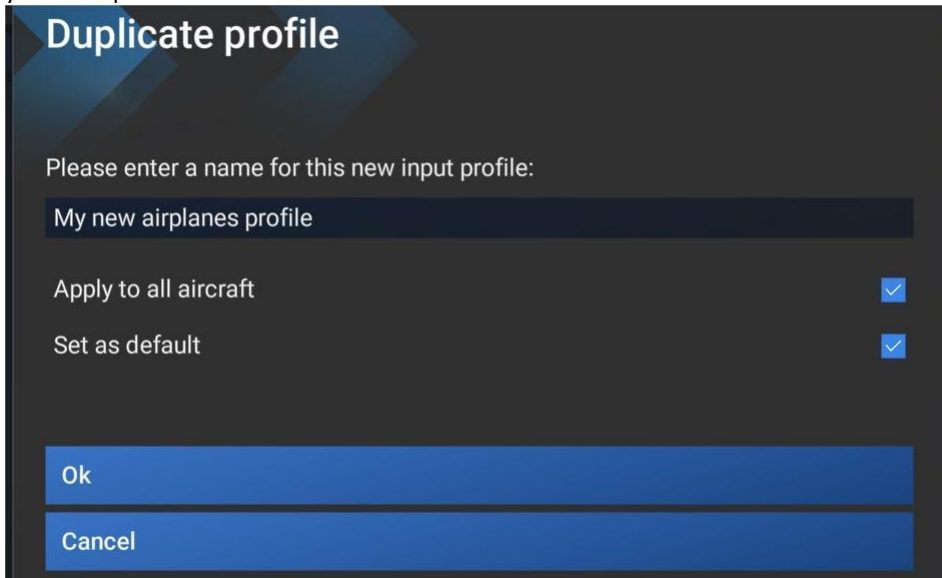 Duplicate profile
Please enter a name for this new input profile:
My new airplanes profile
Apply to all aircraft
Set as default
Ok
Cancel